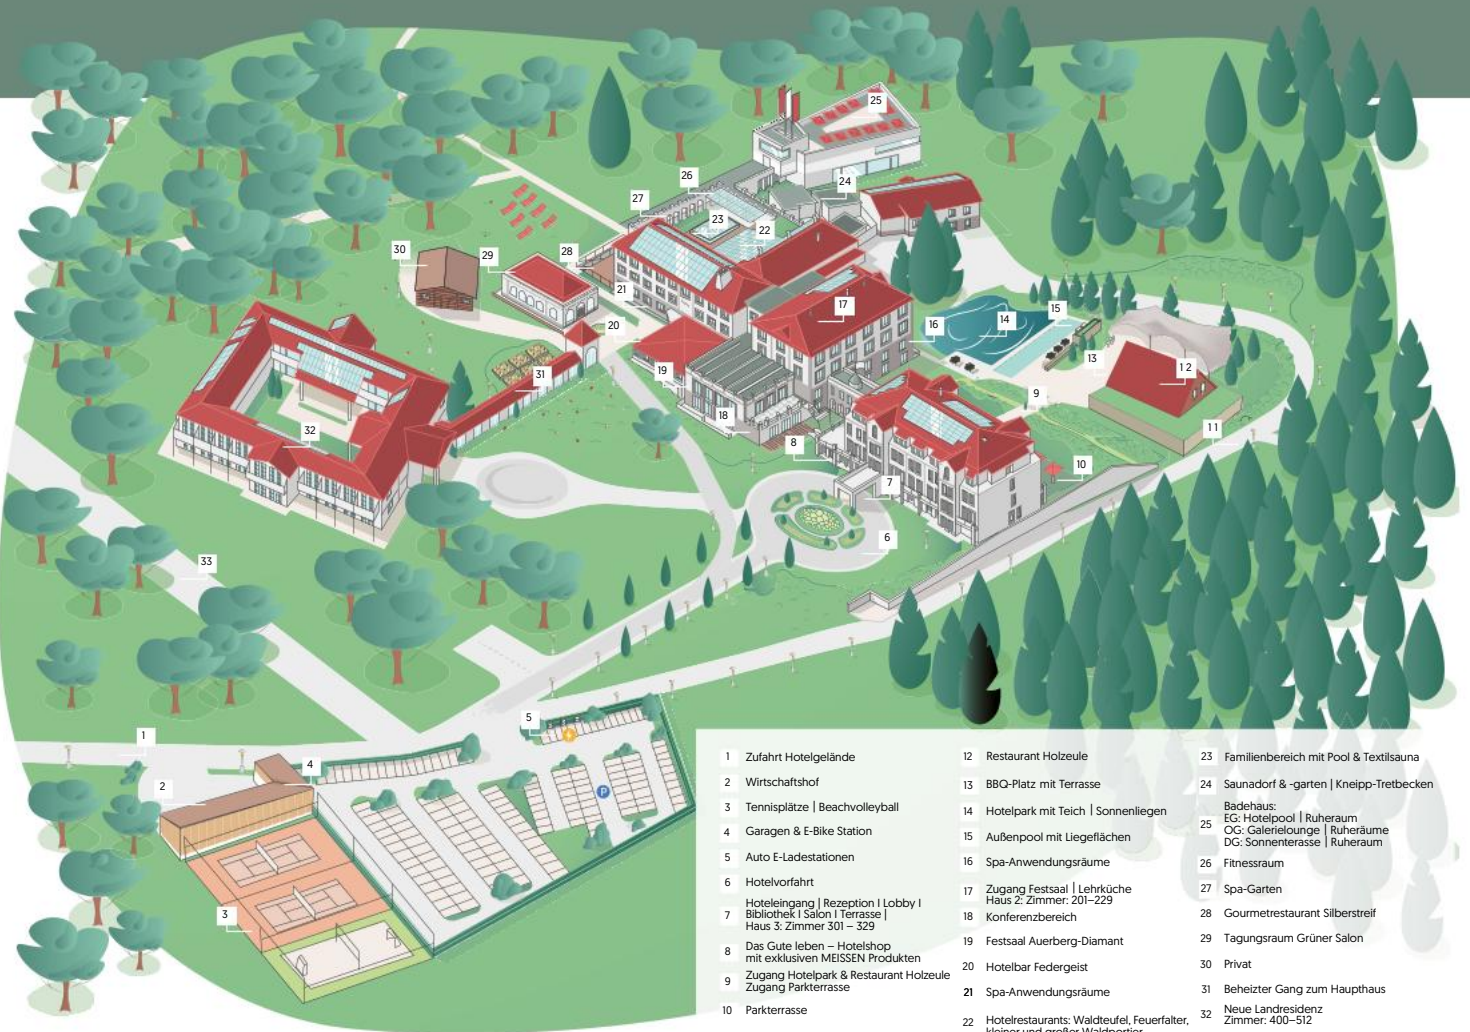 25
26
24
27
23
22
30
29
28
21
17
20
16
14
15
19
13
12
31
9
18
32
8
11
10
7
6
33
5
1
4
2
P
3
1 Zufahrt Hotelgelände
2 Wirtschaftshof
3 Tennisplätze | Beachvolleyball
4 Garagen & E-Bike Station
5 Auto E-Ladestationen
6 Hotelvorfahrt
7 Hoteleingang | Rezeption I Lobby I
Bibliothek I Salon I Terrasse |
Haus 3: Zimmer 301 – 329
8 Das Gute leben – Hotelshop
mit exklusiven MEISSEN Produkten
9 Zugang Hotelpark & Restaurant Holzeule
Zugang Parkterrasse
10 Parkterrasse
12 Restaurant Holzeule
13 BBQ-Platz mit Terrasse
14 Hotelpark mit Teich | Sonnenliegen
15 Außenpool mit Liegeflächen
16 Spa-Anwendungsräume
17 Zugang Festsaal | Lehrküche
Haus 2: Zimmer: 201–229
18 Konferenzbereich
19 Festsaal Auerberg-Diamant
20 Hotelbar Federgeist
21 Spa-Anwendungsräume
22 Hotelrestaurants: Waldteufel, Feuerfalter,
kleiner und großer Waldportier
23 Familienbereich mit Pool & Textilsauna
24 Saunadorf & -garten | Kneipp-Tretbecken
25 Badehaus:
EG: Hotelpool | Ruheraum
OG: Galerielounge | Ruheräume
DG: Sonnenterasse | Ruheraum
26 Fitnessraum
27 Spa-Garten
28 Gourmetrestaurant Silberstreif
29 Tagungsraum Grüner Salon
30 Privat
31 Beheizter Gang zum Haupthaus
32 Neue Landresidenz
Zimmer: 400–512